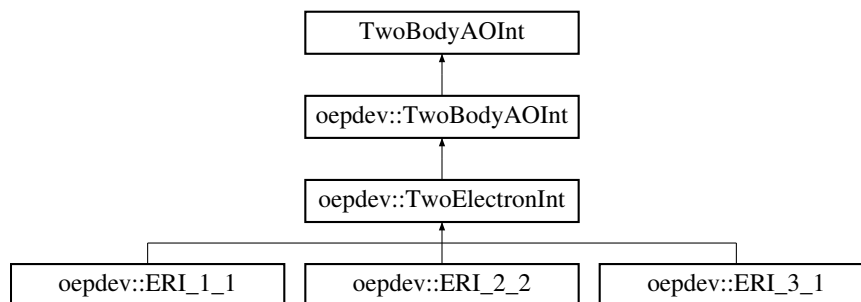 TwoBodyAOInt
oepdev::TwoBodyAOInt
oepdev::TwoElectronInt
oepdev::ERI_1_1
oepdev::ERI_2_2
oepdev::ERI_3_1